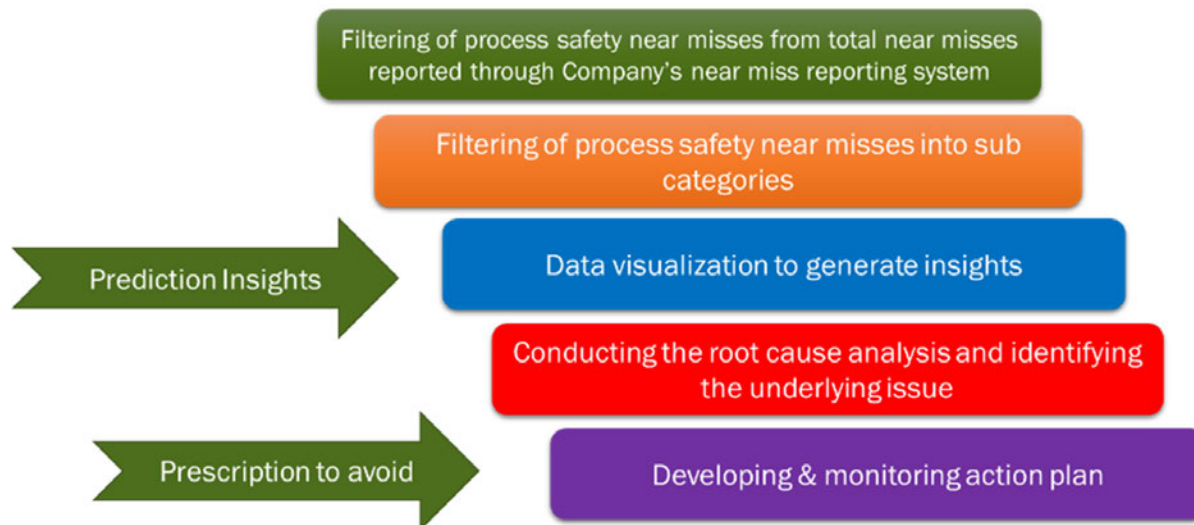 Filtering of process safety near misses from total near misses
reported through Company's near miss reporting system
Filtering of process safety near misses into sub
categories
Prediction Insights
Data visualization to generate insights
Conducting the root cause analysis and identifying
the underlying issue
Prescription to avoid
Developing & monitoring action plan